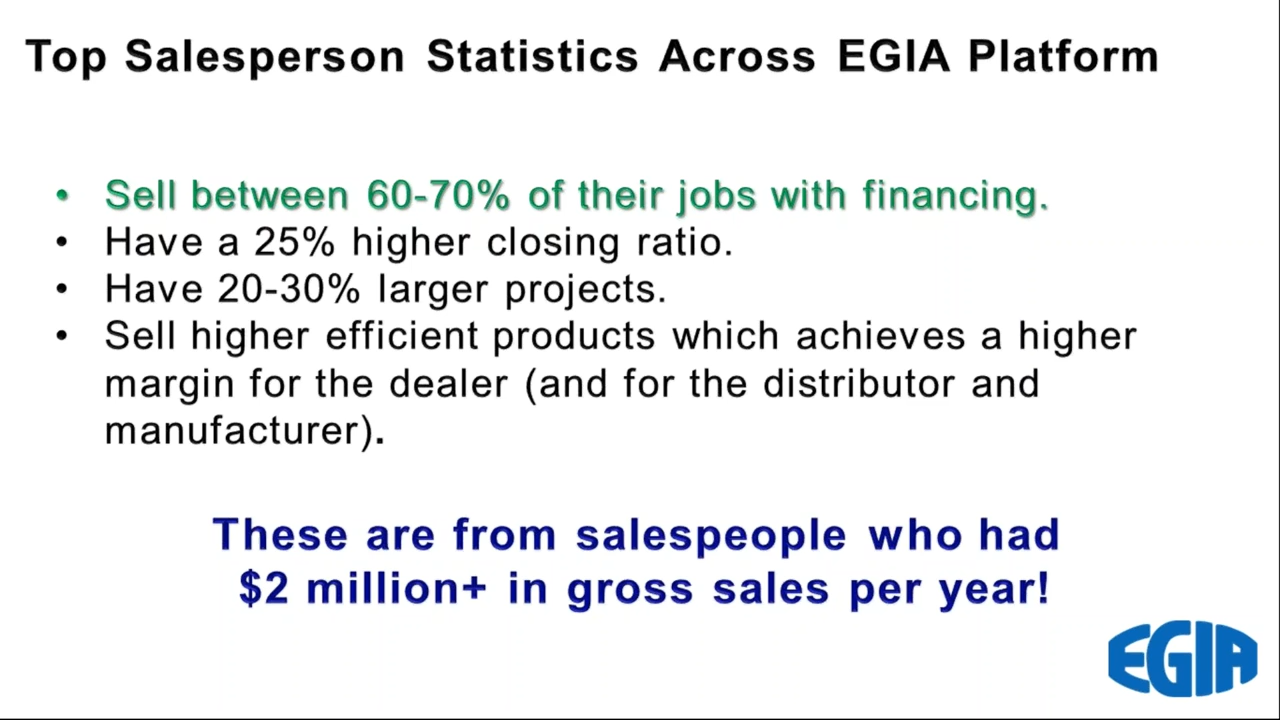 Top Salesperson Statistics Across EGIA Platform
• Sell between 60-70% of their jobs with financing.
• Have a 25% higher closing ratio.
• Have 20-30% larger projects.
• Sell higher efficient products which achieves a higher
margin for the dealer (and for the distributor and
manufacturer).
These are from salespeople who had
$2 million+ in gross sales per year!
EGIA